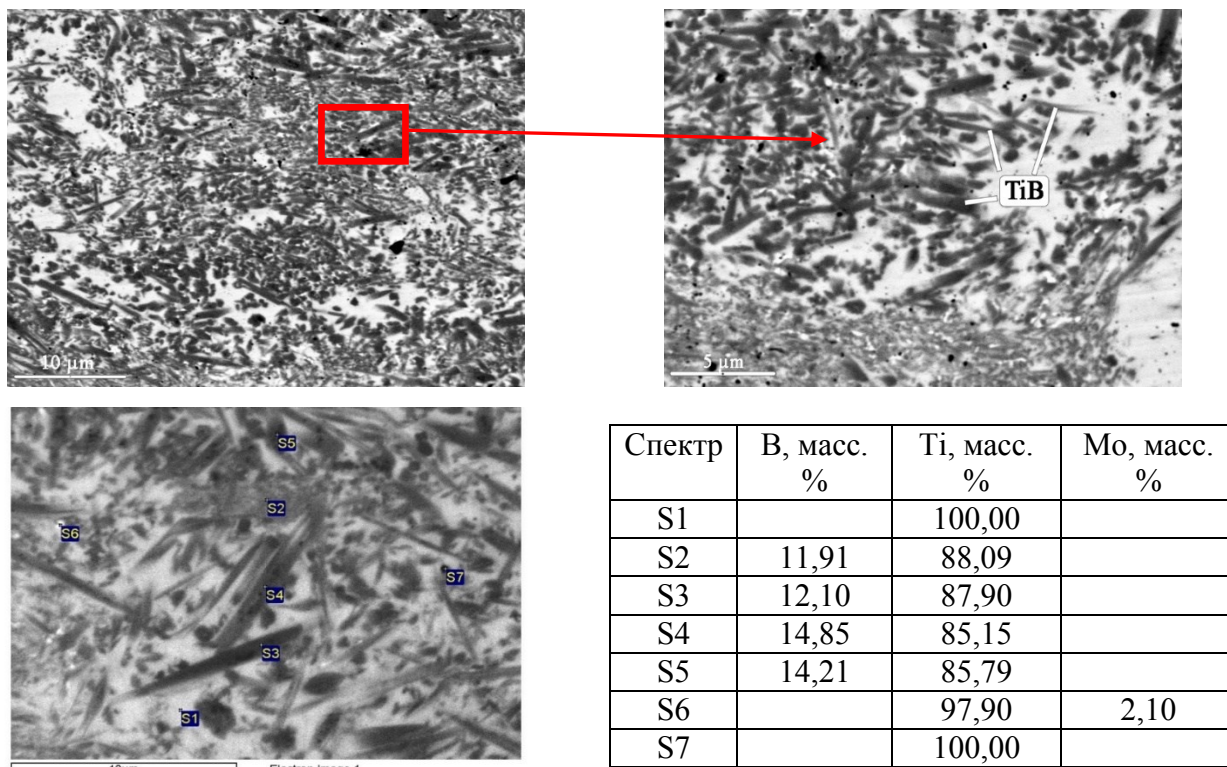 10 µm
TiB
5 µm
S5
S2
S6
S7
S4
S3
S1
Спектр B, масс. % Ti, масс. % Mo, масс. %
S1 100,00
S2 11,91 88,09
S3 12,10 87,90
S4 14,85 85,15
S5 14,21 85,79
S6 97,90 2,10
S7 100,00